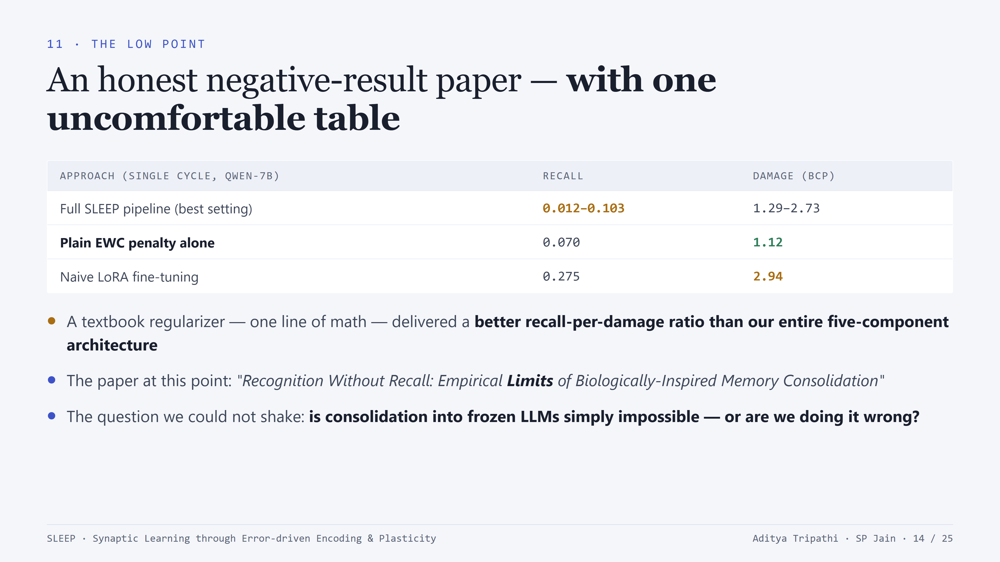 11 · THE LOW POINT
An honest negative-result paper — with one
uncomfortable table
APPROACH (SINGLE CYCLE, QWEN-7B) RECALL DAMAGE (BCP)
Full SLEEP pipeline (best setting) 0.012–0.103 1.29–2.73
Plain EWC penalty alone 0.070 1.12
Naive LoRA fine-tuning 0.275 2.94
A textbook regularizer — one line of math — delivered a better recall-per-damage ratio than our entire five-component
architecture
The paper at this point: "Recognition Without Recall: Empirical Limits of Biologically-Inspired Memory Consolidation"
The question we could not shake: is consolidation into frozen LLMs simply impossible — or are we doing it wrong?
SLEEP · Synaptic Learning through Error-driven Encoding & Plasticity Aditya Tripathi · SP Jain · 14 / 25